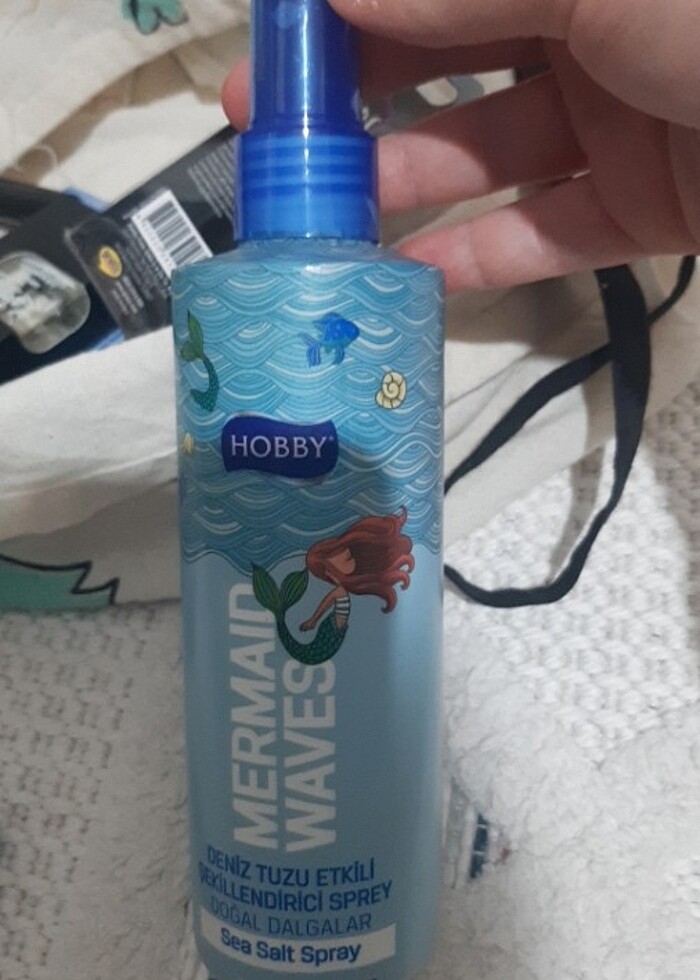 HOBBY
MERMAID
WAVES
DENİZ TUZU ETKİLİ
ŞEKİLLENDİRİCİ SPREY
DOĞAL DALGALAR
Sea Salt Spray